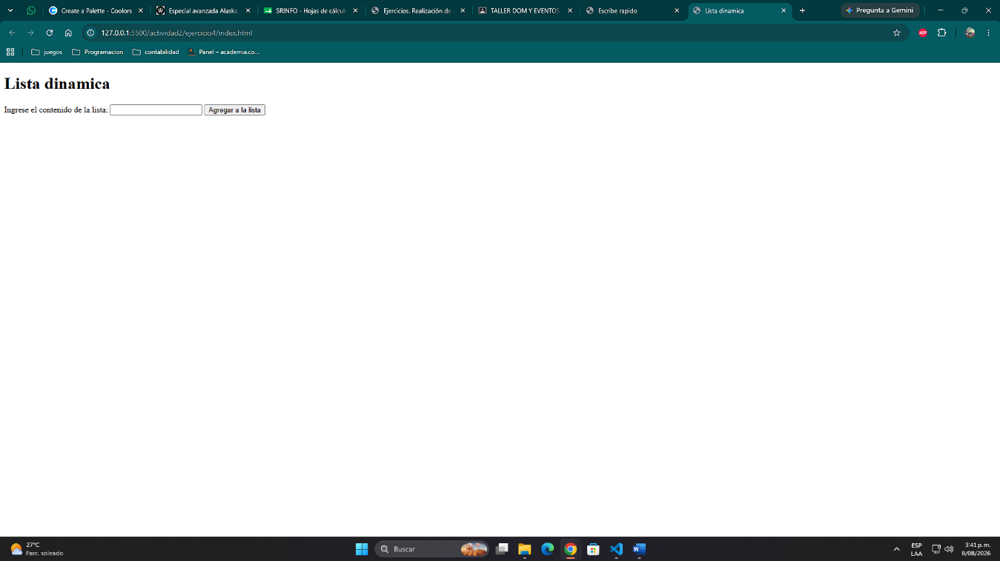 Create a Palette - Coolors
Especial avanzada Alaska
SR!NFO - Hojas de cálcul
Ejercicios. Realización de
TALLER DOM Y EVENTOS
Escribe rapido
Lista dinamica
Pregunta a Gemini
127.0.0.1:5500/actividad2/ejercicio4/index.html
ABP
juegos
Programacion
contabilidad
Panel – academia.co...
Lista dinamica
Ingrese el contenido de la lista:
Agregar a la lista
27°C
Parc. soleado
Buscar
ESP
LAA
3:41 p. m.
8/08/2026